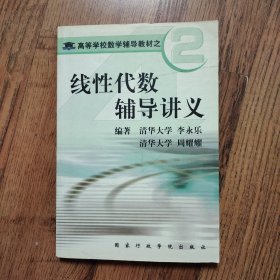 高等学校数学辅导教材之
2
线性代数
辅导讲义
编著 清华大学 李永乐
清华大学 周耀耀
国家行政学院出版社